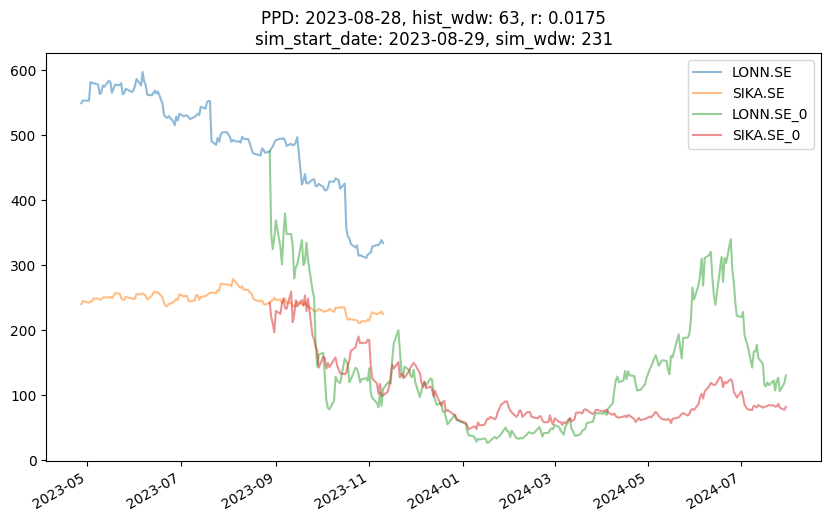 PPD: 2023-08-28, hist_wdw: 63, r: 0.0175
sim_start_date: 2023-08-29, sim_wdw: 231
600
500
400
300
200
100
0
LONN.SE
SIKA.SE
LONN.SE_0
SIKA.SE_0
2023-05
2023-07
2023-09
2023-11
2024-01
2024-03
2024-05
2024-07